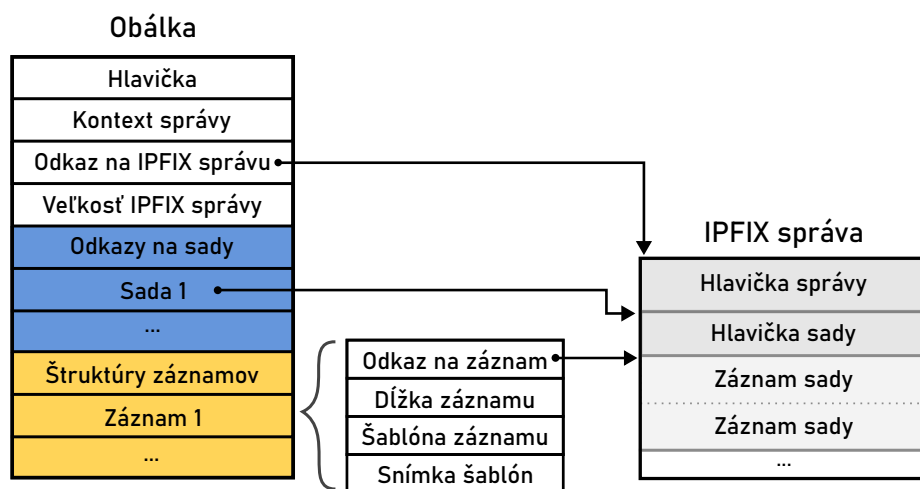 Obálka
Hlavička
Kontext správy
Odkaz na IPFIX správu
Veľkosť IPFIX správy
Odkazy na sady
Sada 1
...
Štruktúry záznamov
Záznam 1
...
Odkaz na záznam
Dĺžka záznamu
Šablóna záznamu
Snímka šablón
IPFIX správa
Hlavička správy
Hlavička sady
Záznam sady
Záznam sady
...